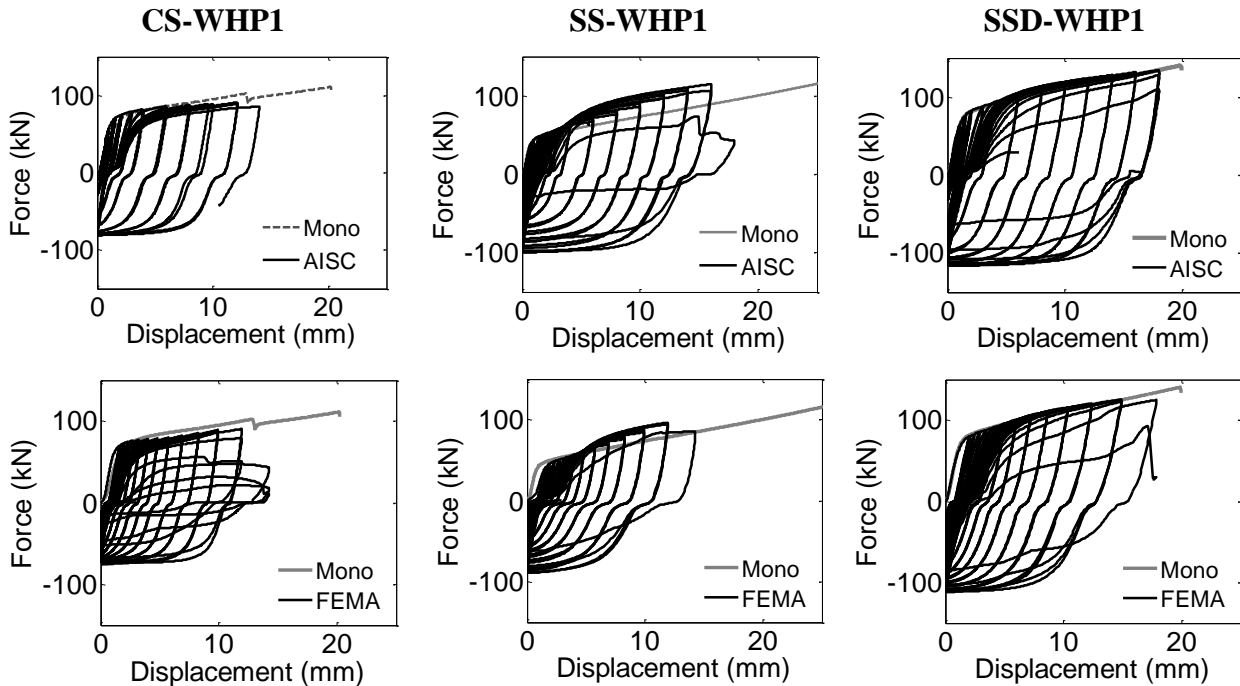 CS-WHP1
SS-WHP1
SSD-WHP1
Force (kN)
100
0
-100
0
10
20
Displacement (mm)
Mono
AISC
Force (kN)
100
0
-100
0
10
20
Displacement (mm)
Mono
AISC
Force (kN)
100
0
-100
0
10
20
Displacement (mm)
Mono
AISC
Force (kN)
100
0
-100
0
10
20
Displacement (mm)
Mono
FEMA
Force (kN)
100
0
-100
0
10
20
Displacement (mm)
Mono
FEMA
Force (kN)
100
0
-100
0
10
20
Displacement (mm)
Mono
FEMA